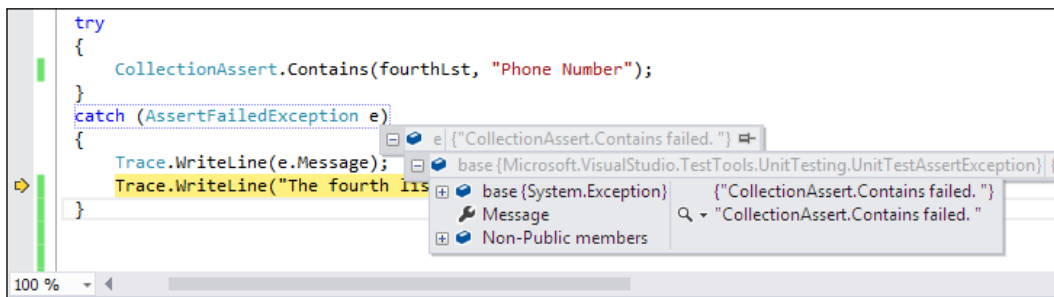 try
{
CollectionAssert.Contains(fourthLst, "Phone Number");
}
catch (AssertFailedException e)
{
e {"CollectionAssert.Contains failed. "}
Trace.WriteLine(e.Message);
base {Microsoft.VisualStudio.TestTools.UnitTesting.UnitTestAssertException} {
Trace.WriteLine("The fourth lis
base {System.Exception} {"CollectionAssert.Contains failed. "}
Message "CollectionAssert.Contains failed. "
Non-Public members
}
100 %